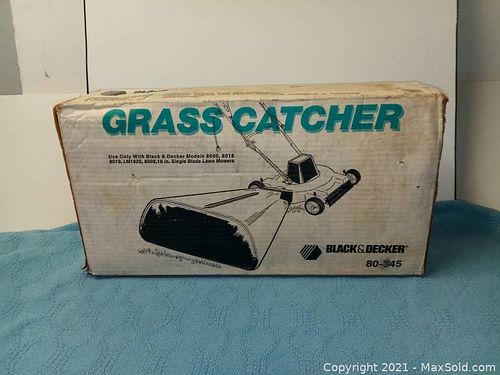 GRASS CATCHER
Use Only With Black & Decker Models 8000, 8018
8019, LM1820, 8008, 18 in. Single Blade Lawn Mowers
BLACK&DECKER
80-345
Copyright 2021 - MaxSold.com